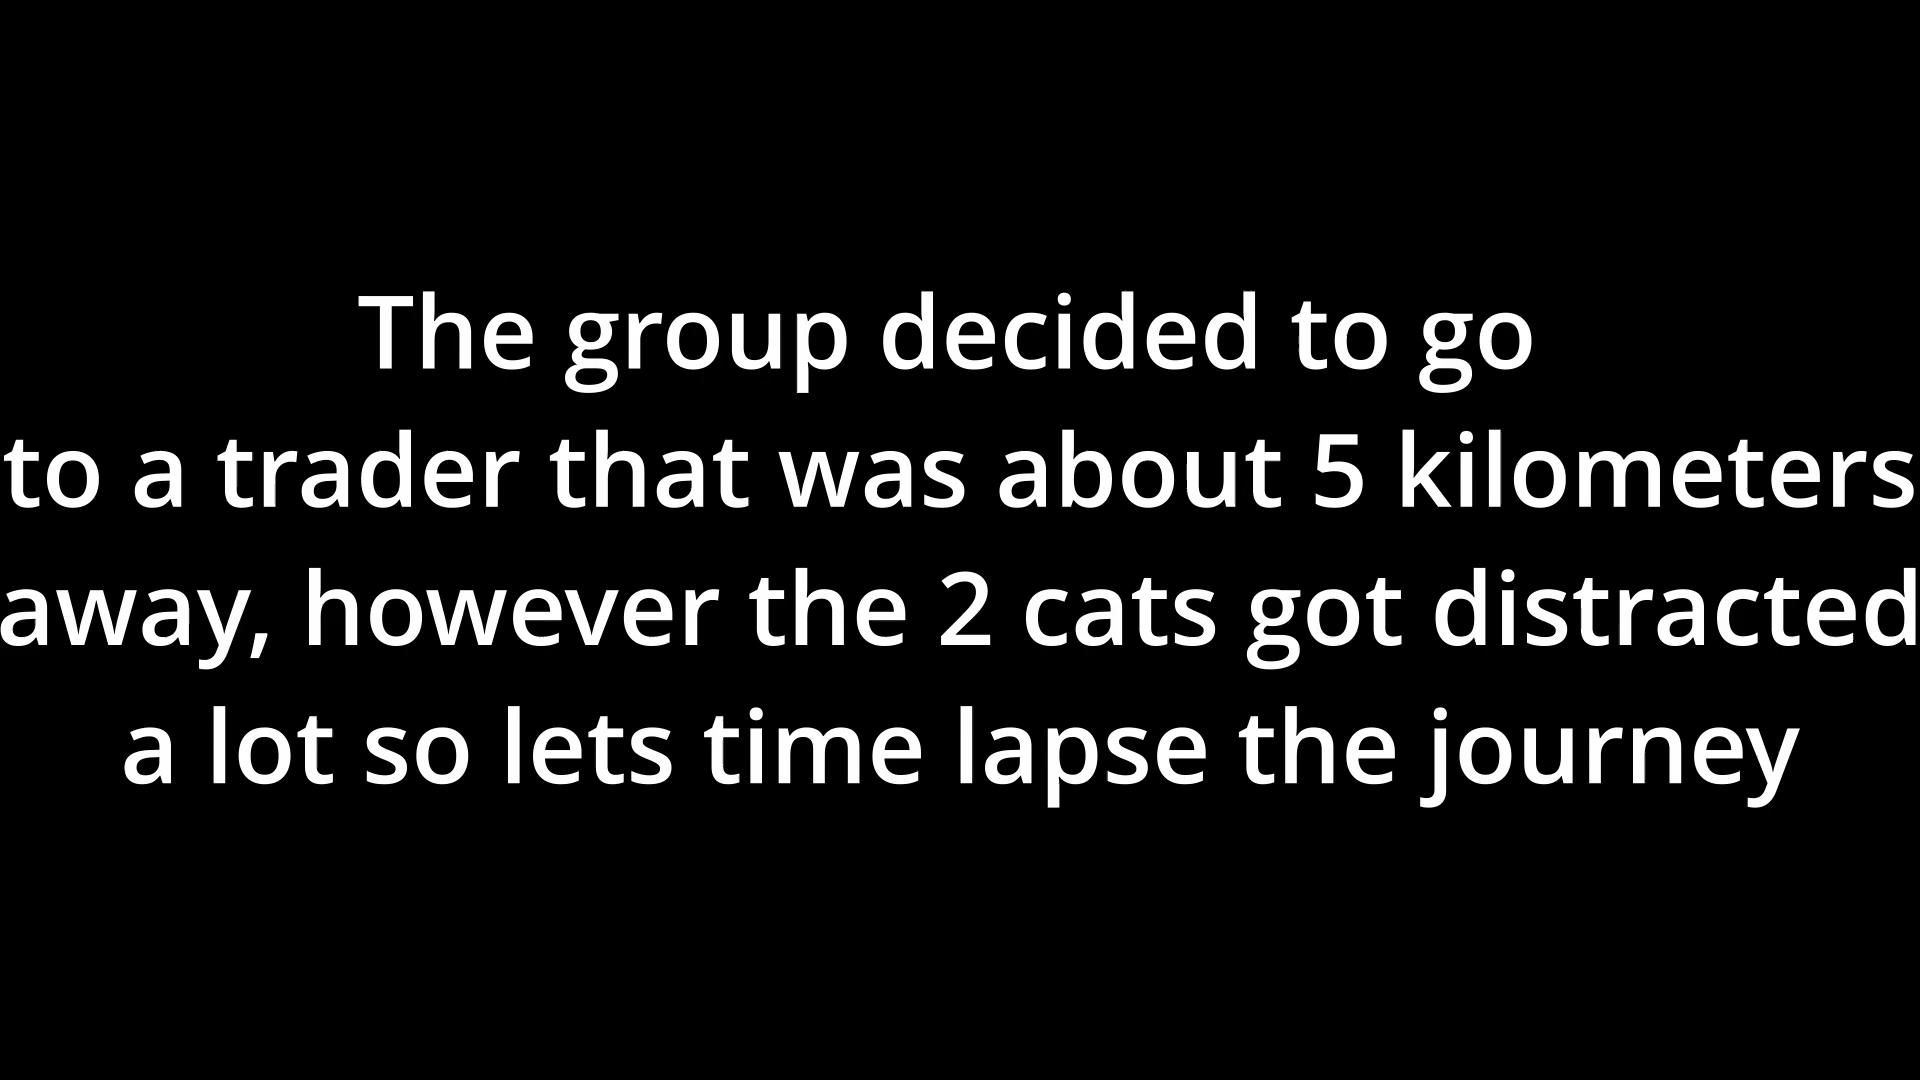 The group decided to go
to a trader that was about 5 kilometers
away, however the 2 cats got distracted
a lot so lets time lapse the journey